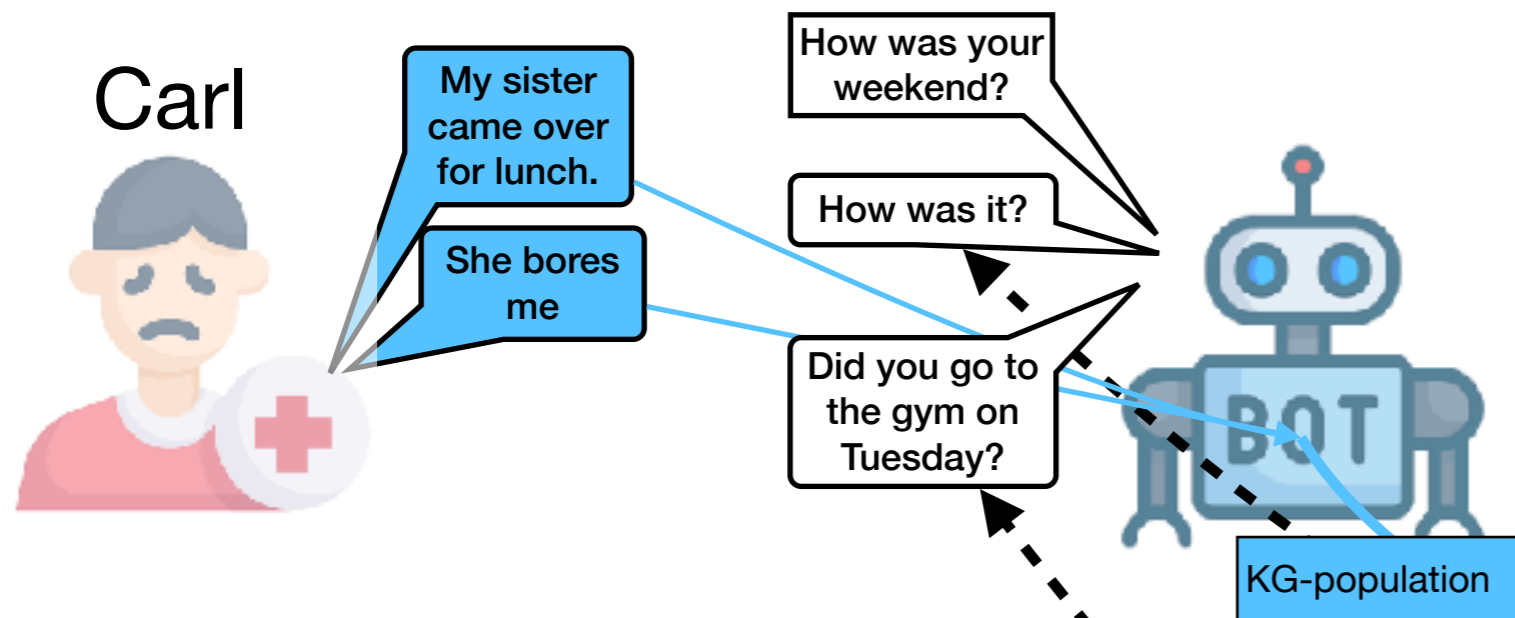 Carl
My sister
came over
for lunch.
She bores
me
How was your
weekend?
How was it?
Did you go to
the gym on
Tuesday?
BOT
KG-population